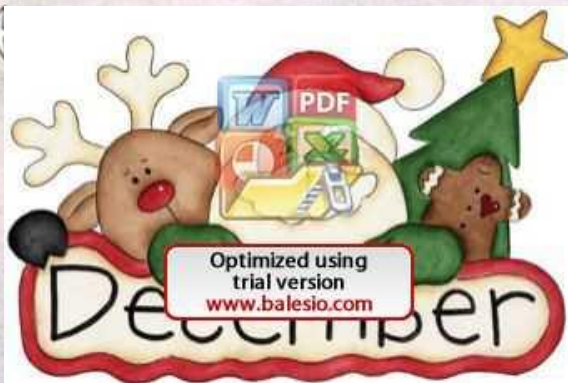 W PDF
X
Optimized using
trial version
www.balesio.com
December